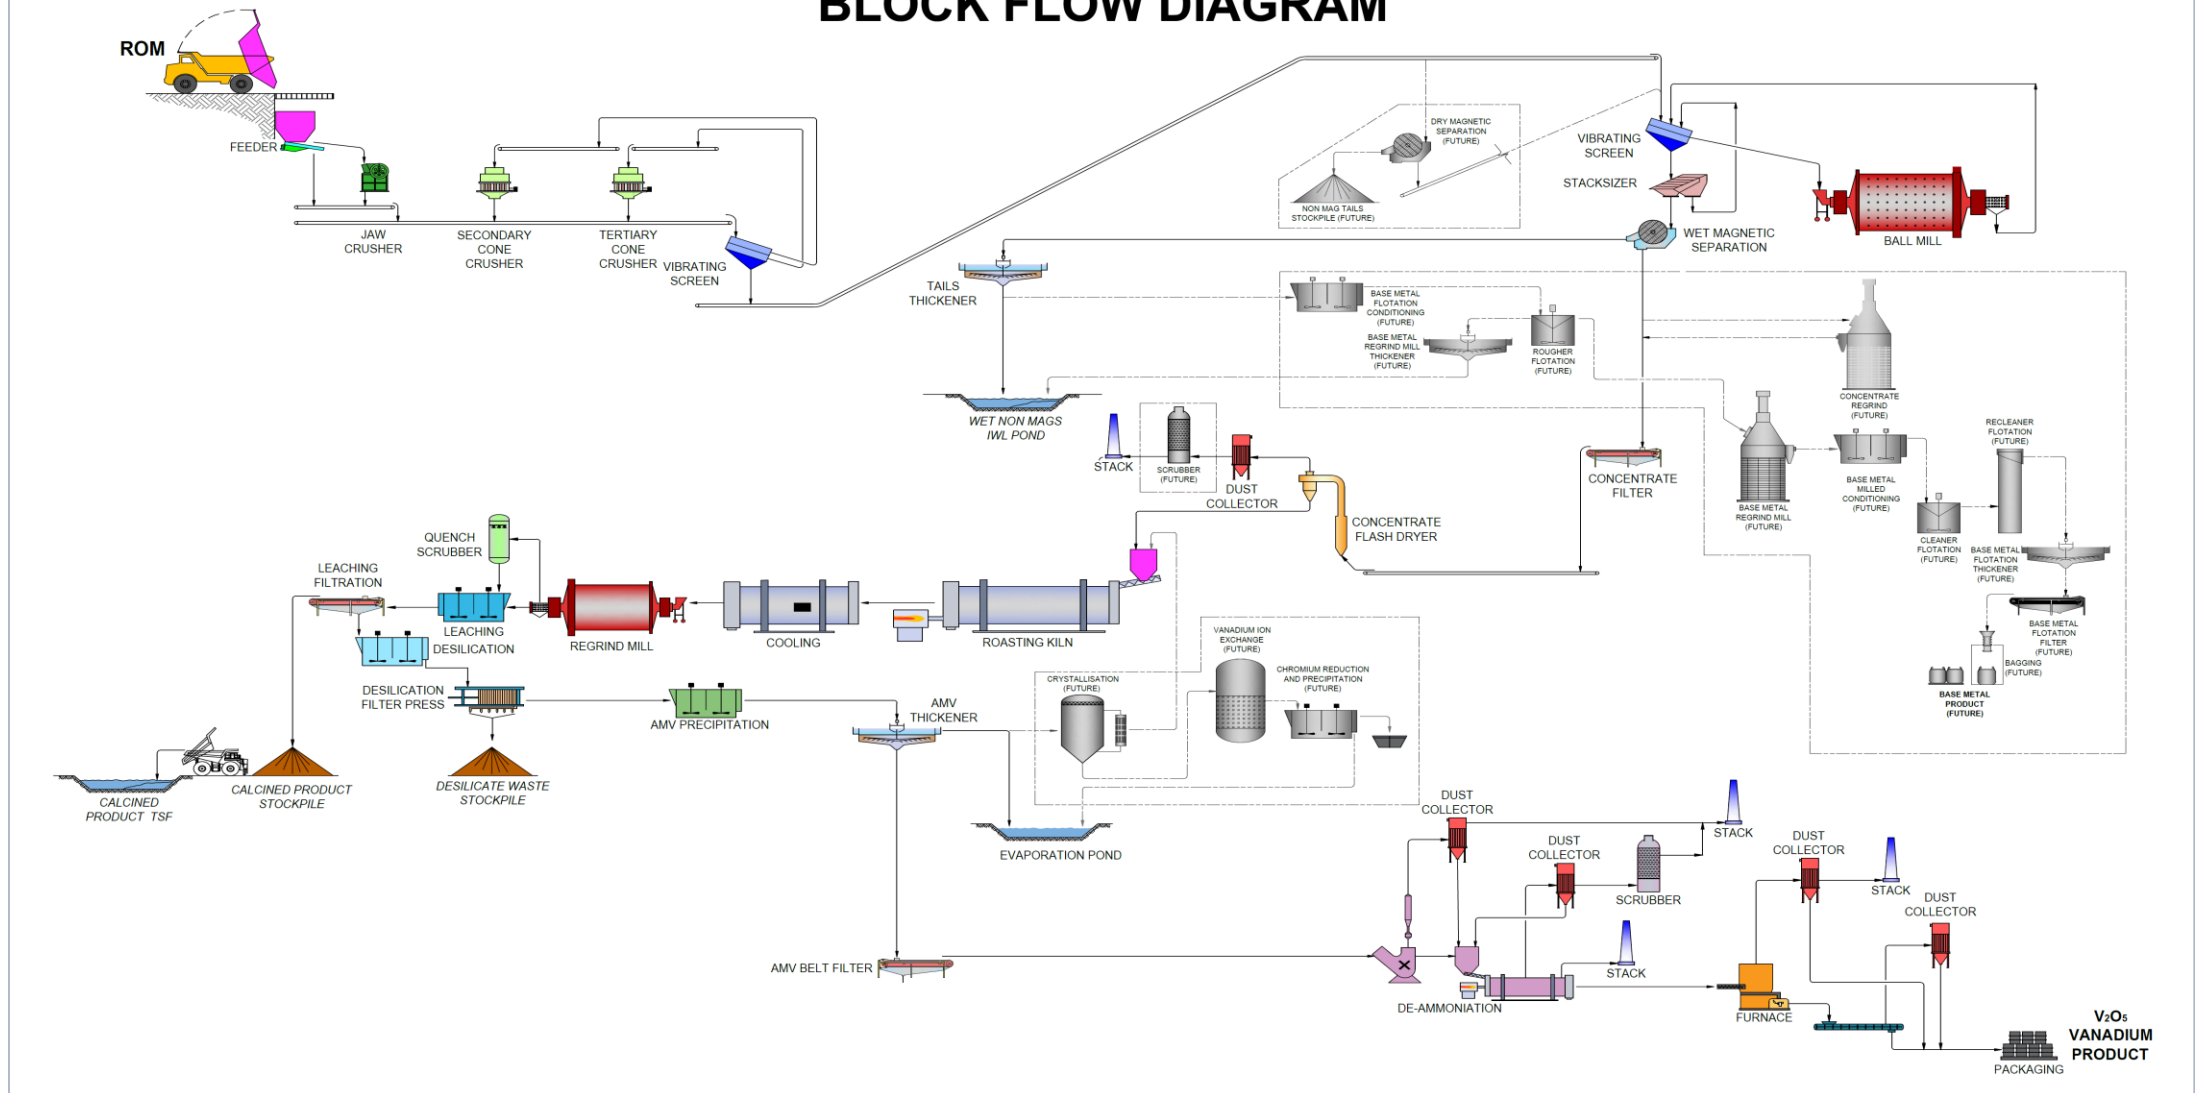 BLOCK FLOW DIAGRAM
ROM
FEEDER
JAW
CRUSHER
SECONDARY
CONE
CRUSHER
TERTIARY
CONE
CRUSHER
VIBRATING
SCREEN
DRY MAGNETIC
SEPARATION
(FUTURE)
NON MAG TAILS
STOCKPILE (FUTURE)
VIBRATING
SCREEN
STACKSIZER
WET MAGNETIC
SEPARATION
BALL MILL
TAILS
THICKENER
BASE METAL
FLOTATION
CONDITIONING
(FUTURE)
BASE METAL
REGRIND MILL
THICKENER
(FUTURE)
ROUGHER
FLOTATION
(FUTURE)
CONCENTRATE
REGRIND
(FUTURE)
WET NON MAGS
IWL POND
STACK
SCRUBBER
(FUTURE)
DUST
COLLECTOR
CONCENTRATE
FLASH DRYER
CONCENTRATE
FILTER
BASE METAL
REGRIND MILL
(FUTURE)
BASE METAL
MILLED
CONDITIONING
(FUTURE)
RECLEANER
FLOTATION
(FUTURE)
CLEANER
FLOTATION
(FUTURE)
BASE METAL
FLOTATION
THICKENER
(FUTURE)
BASE METAL
FLOTATION
FILTER
(FUTURE)
BAGGING
(FUTURE)
BASE METAL
PRODUCT
(FUTURE)
QUENCH
SCRUBBER
LEACHING
FILTRATION
LEACHING
DESILICATION
REGRIND MILL
COOLING
ROASTING KILN
DESILICATION
FILTER PRESS
AMV PRECIPITATION
AMV
THICKENER
CRYSTALLISATION
(FUTURE)
VANADIUM ION
EXCHANGE
(FUTURE)
CHROMIUM REDUCTION
AND PRECIPITATION
(FUTURE)
CALCINED
PRODUCT TSF
CALCINED PRODUCT
STOCKPILE
DESILICATE WASTE
STOCKPILE
EVAPORATION POND
AMV BELT FILTER
DUST
COLLECTOR
DUST
COLLECTOR
SCRUBBER
STACK
STACK
DE-AMMONIATION
DUST
COLLECTOR
STACK
DUST
COLLECTOR
FURNACE
V₂O₅
VANADIUM
PRODUCT
PACKAGING